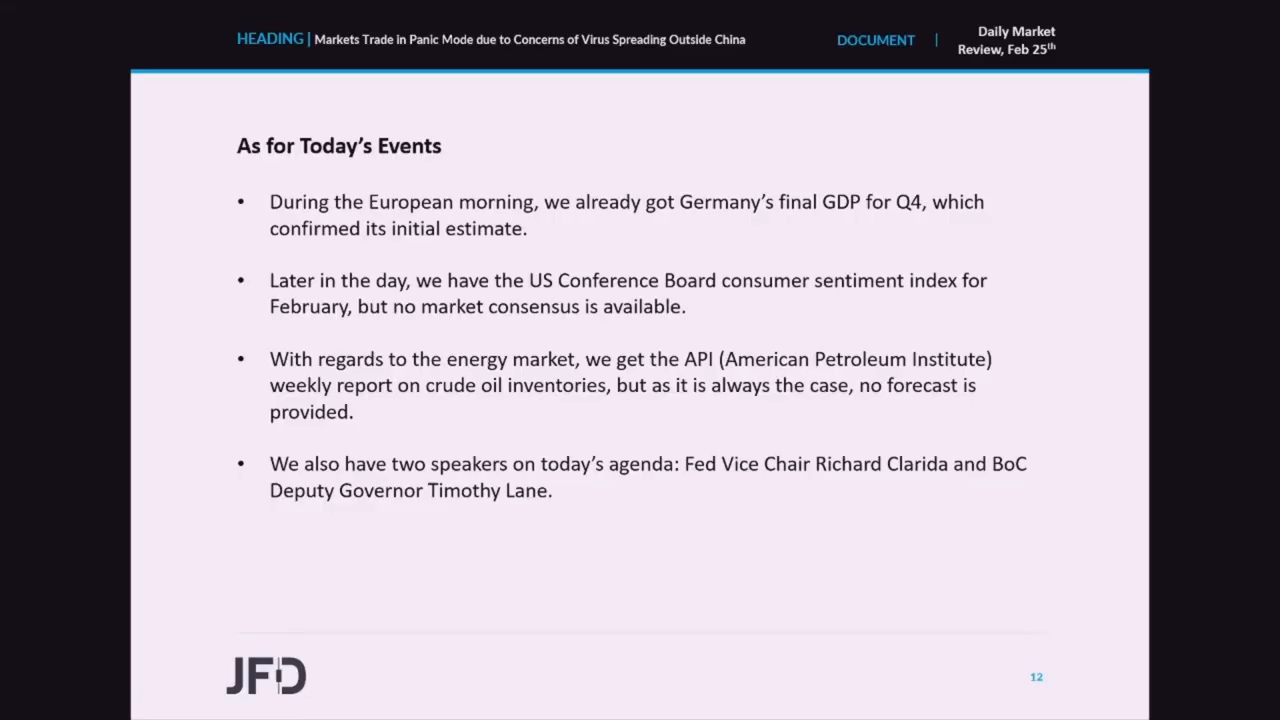 HEADING | Markets Trade in Panic Mode due to Concerns of Virus Spreading Outside China
DOCUMENT | Daily Market
Review, Feb 25th
As for Today’s Events
• During the European morning, we already got Germany’s final GDP for Q4, which
confirmed its initial estimate.
• Later in the day, we have the US Conference Board consumer sentiment index for
February, but no market consensus is available.
• With regards to the energy market, we get the API (American Petroleum Institute)
weekly report on crude oil inventories, but as it is always the case, no forecast is
provided.
• We also have two speakers on today’s agenda: Fed Vice Chair Richard Clarida and BoC
Deputy Governor Timothy Lane.
JFD
12